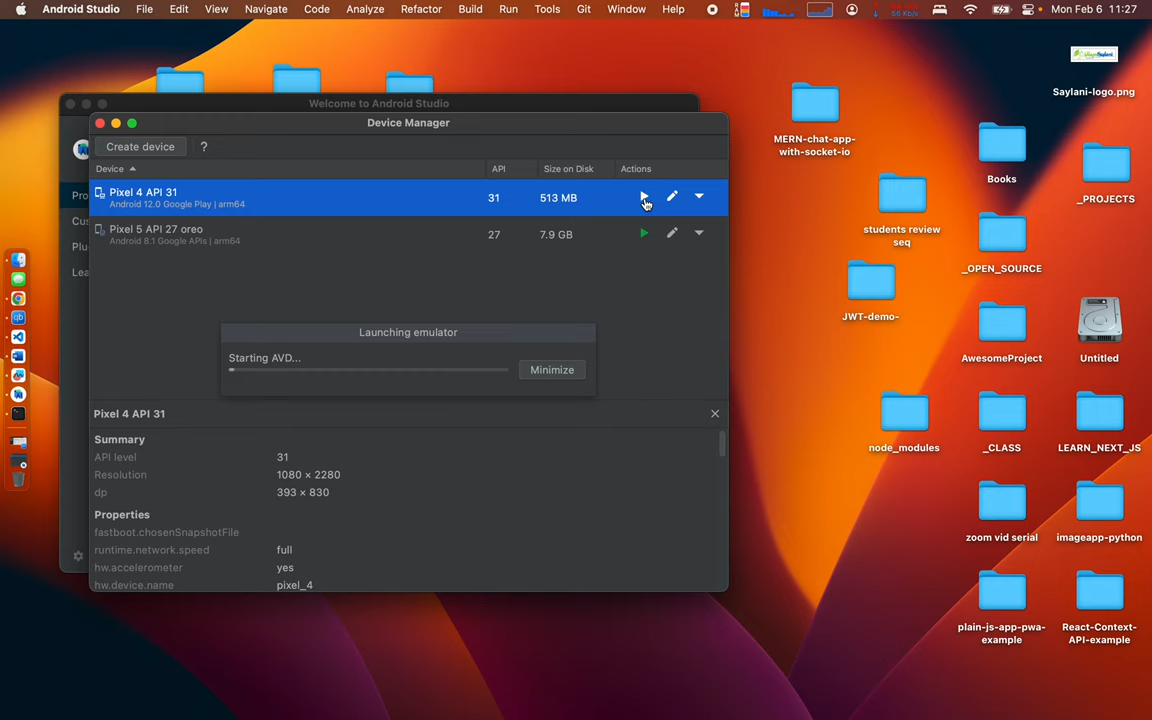 Android Studio File Edit View Navigate Code Analyze Refactor Build Run Tools Git Window Help Mon Feb 6 11:27
56 Kb/s
Saylani-logo.png
Welcome to Android Studio
Device Manager
Create device ?
Device API Size on Disk Actions
Pixel 4 API 31
Android 12.0 Google Play | arm64
31 513 MB
Pixel 5 API 27 oreo
Android 8.1 Google APIs | arm64
27 7.9 GB
Pro
Cus
Plu
Lea
Launching emulator
Starting AVD...
Minimize
Pixel 4 API 31
Summary
API level 31
Resolution 1080 × 2280
dp 393 × 830
Properties
fastboot.chosenSnapshotFile
runtime.network.speed full
hw.accelerometer yes
hw.device.name pixel_4
MERN-chat-app-
with-socket-io
Books
_PROJECTS
students review
seq
_OPEN_SOURCE
JWT-demo-
AwesomeProject
Untitled
node_modules
_CLASS
LEARN_NEXT_JS
zoom vid serial
imageapp-python
plain-js-app-pwa-
example
React-Context-
API-example